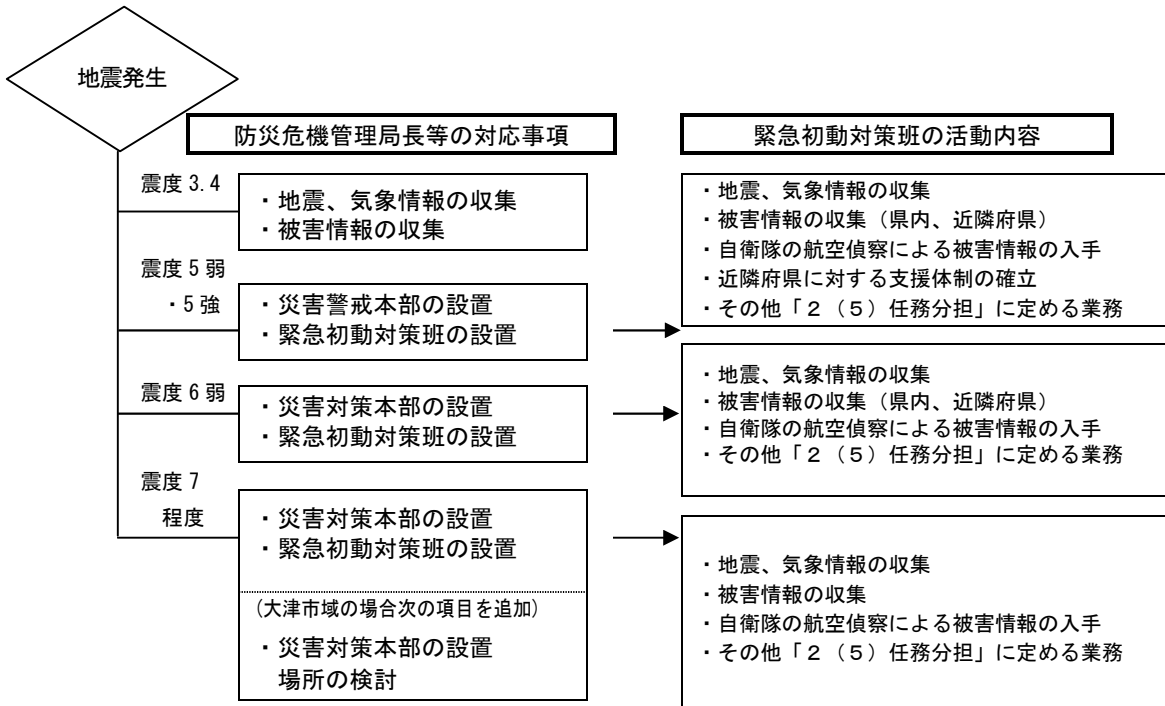 地震発生
防災危機管理局長等の対応事項
緊急初動対策班の活動内容
震度 3.4
・地震、気象情報の収集
・被害情報の収集
・地震、気象情報の収集
・被害情報の収集（県内、近隣府県）
・自衛隊の航空偵察による被害情報の入手
・近隣府県に対する支援体制の確立
・その他「２（５）任務分担」に定める業務
震度 5 弱
・5 強
・災害警戒本部の設置
・緊急初動対策班の設置
震度 6 弱
・災害対策本部の設置
・緊急初動対策班の設置
・地震、気象情報の収集
・被害情報の収集（県内、近隣府県）
・自衛隊の航空偵察による被害情報の入手
・その他「２（５）任務分担」に定める業務
震度 7
程度
・災害対策本部の設置
・緊急初動対策班の設置
(大津市域の場合次の項目を追加)
・災害対策本部の設置
場所の検討
・地震、気象情報の収集
・被害情報の収集
・自衛隊の航空偵察による被害情報の入手
・その他「２（５）任務分担」に定める業務